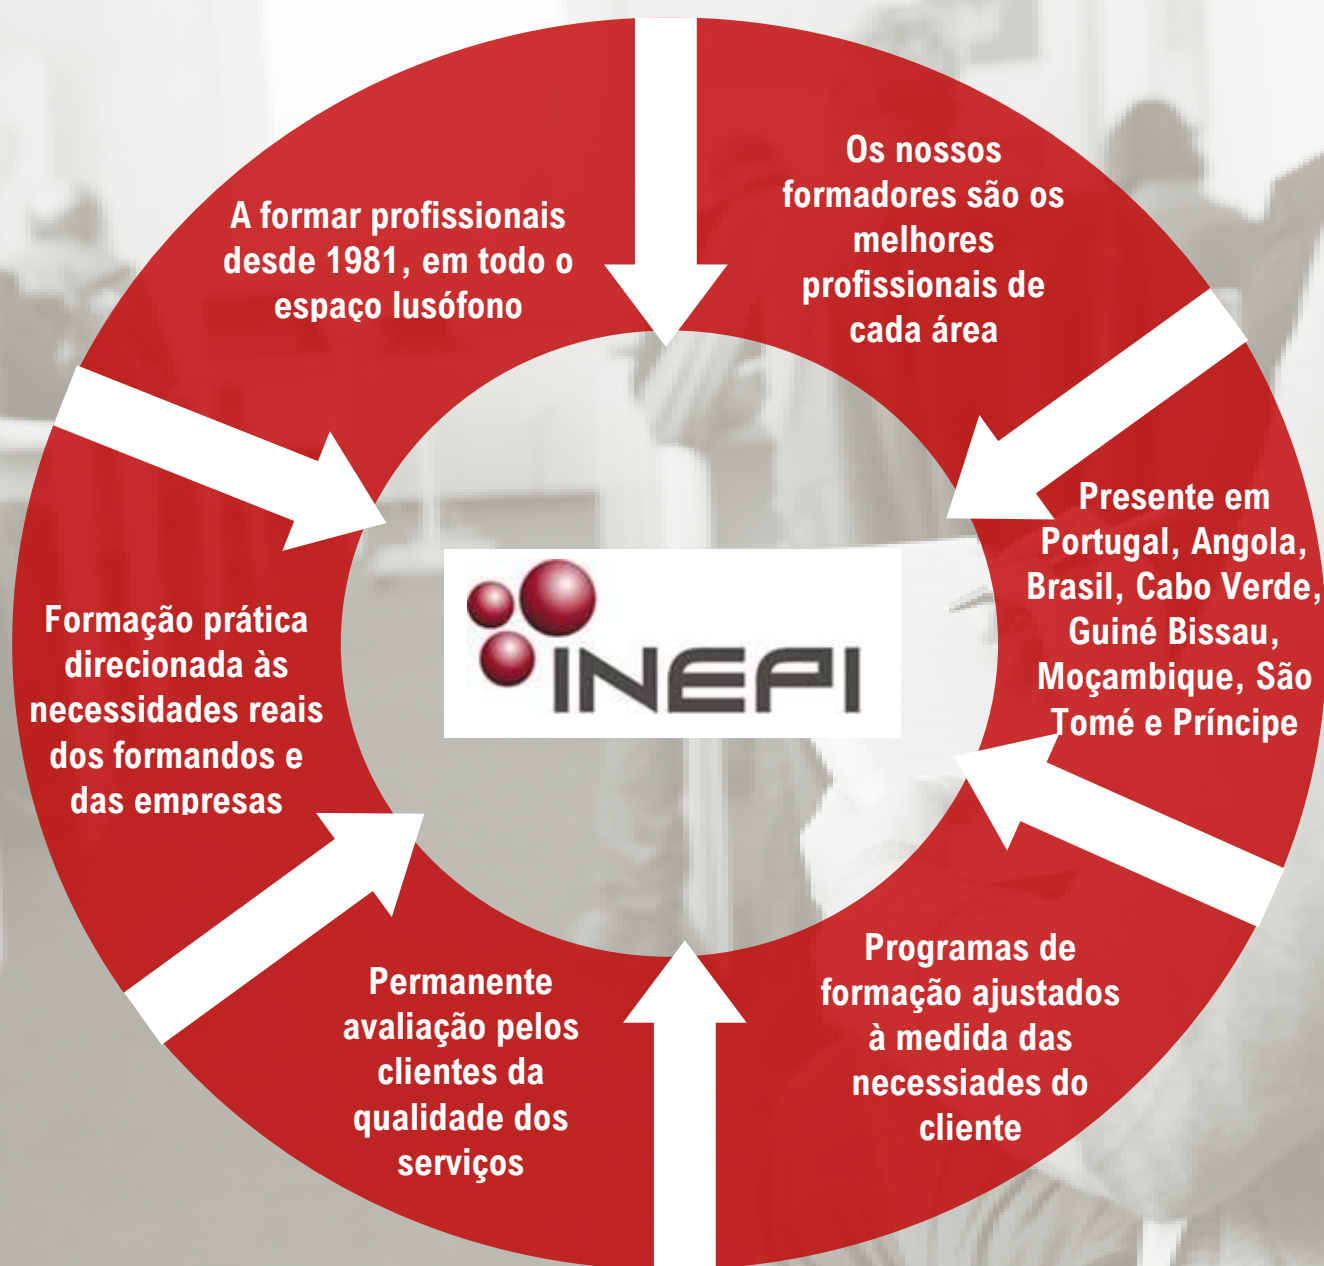 A formar profissionais
desde 1981, em todo o
espaço lusófono
Os nossos
formadores são os
melhores
profissionais de
cada área
Presente em
Portugal, Angola,
Brasil, Cabo Verde,
Guiné Bissau,
Moçambique, São
Tomé e Príncipe
Programas de
formação ajustados
à medida das
necessiades do
cliente
Permanente
avaliação pelos
clientes da
qualidade dos
serviços
Formação prática
direcionada às
necessidades reais
dos formandos e
das empresas
INEPI